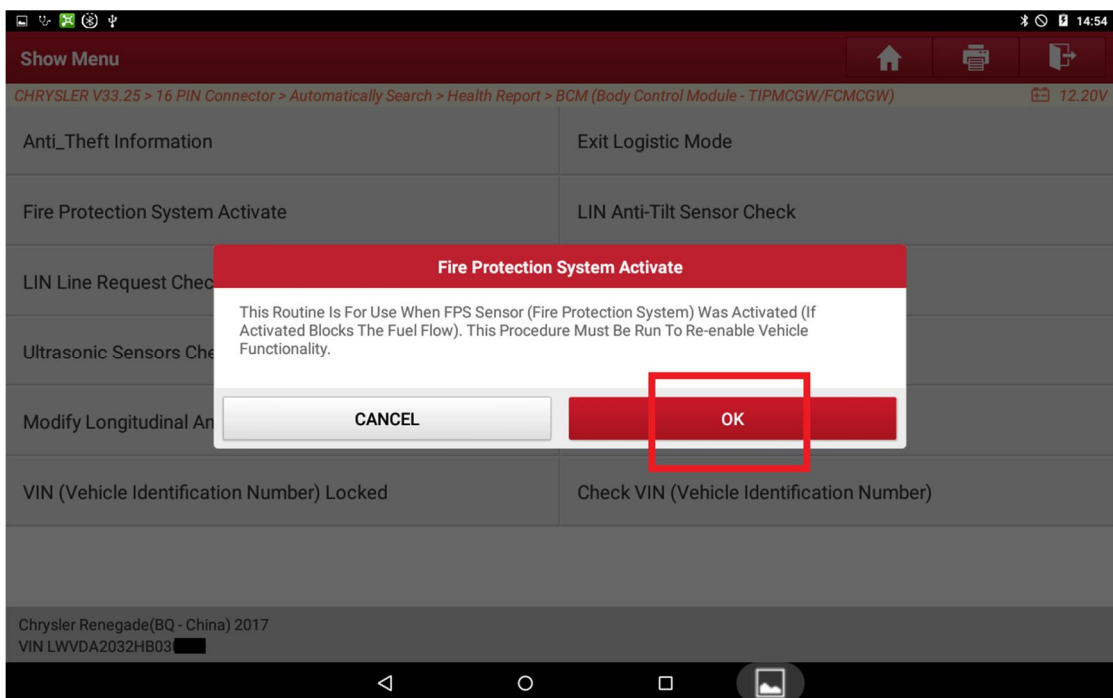 14:54
Show Menu
CHRYSLER V33.25 > 16 PIN Connector > Automatically Search > Health Report > BCM (Body Control Module - TIPMCGW/FCMCGW)
12.20V
Anti_Theft Information
Exit Logistic Mode
Fire Protection System Activate
LIN Anti-Tilt Sensor Check
LIN Line Request Chec
Fire Protection System Activate
This Routine Is For Use When FPS Sensor (Fire Protection System) Was Activated (If
Activated Blocks The Fuel Flow). This Procedure Must Be Run To Re-enable Vehicle
Functionality.
Ultrasonic Sensors Che
Modify Longitudinal An
CANCEL
OK
VIN (Vehicle Identification Number) Locked
Check VIN (Vehicle Identification Number)
Chrysler Renegade(BQ - China) 2017
VIN LWVDA2032HB03